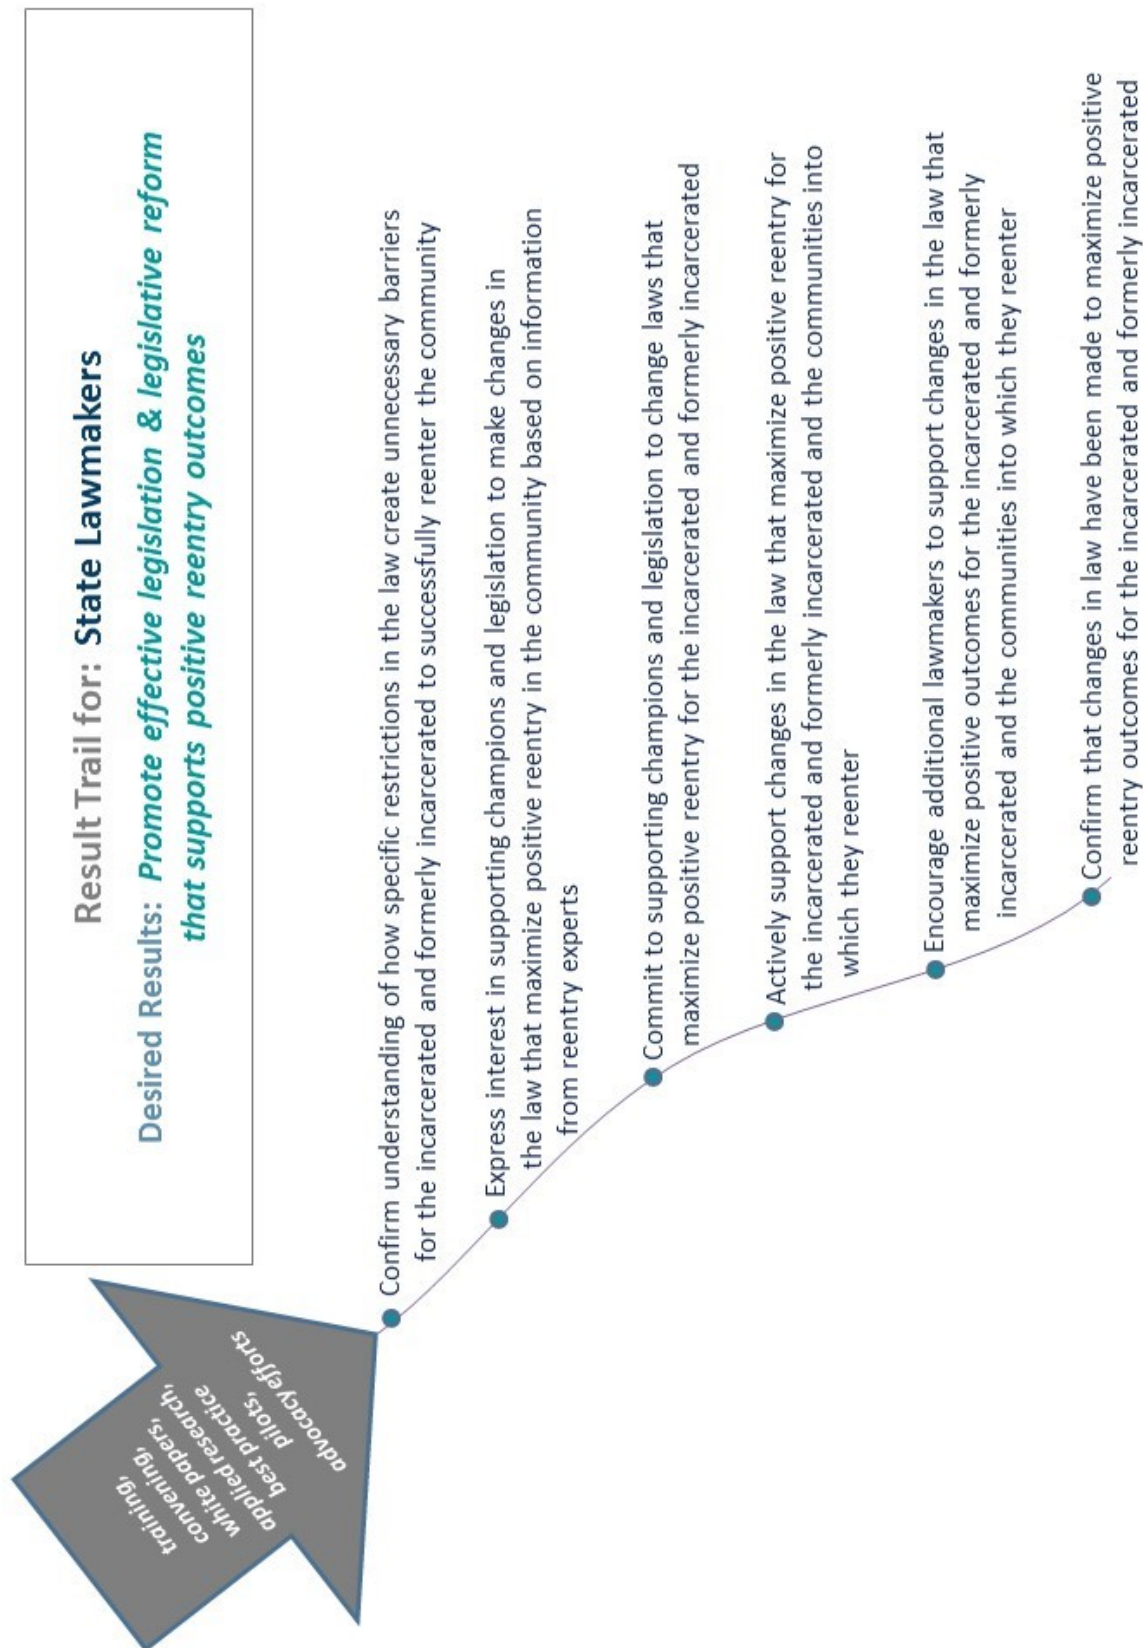 Result Trail for: State Lawmakers
Desired Results: Promote effective legislation & legislative reform
that supports positive reentry outcomes
training,
convening,
white papers,
applied research,
best practice
pilots,
advocacy efforts
Confirm understanding of how specific restrictions in the law create unnecessary barriers
for the incarcerated and formerly incarcerated to successfully reenter the community
Express interest in supporting champions and legislation to make changes in
the law that maximize positive reentry in the community based on information
from reentry experts
Commit to supporting champions and legislation to change laws that
maximize positive reentry for the incarcerated and formerly incarcerated
Actively support changes in the law that maximize positive reentry for
the incarcerated and formerly incarcerated and the communities into
which they reenter
Encourage additional lawmakers to support changes in the law that
maximize positive outcomes for the incarcerated and formerly
incarcerated and the communities into which they reenter
Confirm that changes in law have been made to maximize positive
reentry outcomes for the incarcerated and formerly incarcerated